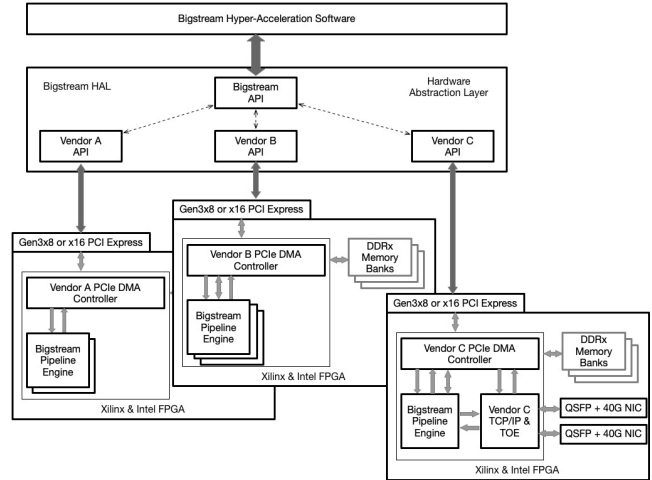 Bigstream Hyper-Acceleration Software
Bigstream HAL
Hardware
Abstraction Layer
Bigstream
API
Vendor A
API
Vendor B
API
Vendor C
API
Gen3x8 or x16 PCI Express
Vendor A PCIe DMA
Controller
Bigstream
Pipeline
Engine
Xilinx & Intel FPGA
Gen3x8 or x16 PCI Express
Vendor B PCIe DMA
Controller
DDRx
Memory
Banks
Bigstream
Pipeline
Engine
Xilinx & Intel FPGA
Gen3x8 or x16 PCI Express
Vendor C PCIe DMA
Controller
DDRx
Memory
Banks
Bigstream
Pipeline
Engine
Vendor C
TCP/IP &
TOE
QSFP + 40G NIC
QSFP + 40G NIC
Xilinx & Intel FPGA